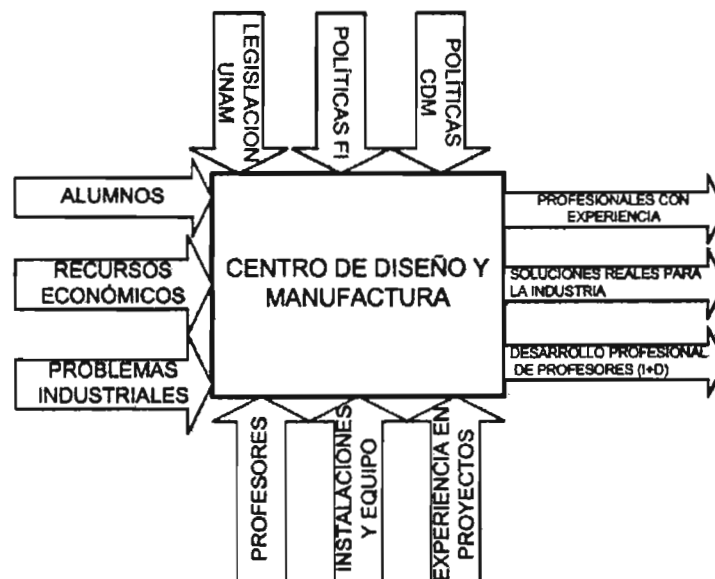 LEGISLACION
UNAM
POLÍTICAS FI
POLÍTICAS
CDM
ALUMNOS
RECURSOS
ECONÓMICOS
PROBLEMAS
INDUSTRIALES
CENTRO DE DISEÑO Y
MANUFACTURA
PROFESIONALES CON
EXPERIENCIA
SOLUCIONES REALES PARA
LA INDUSTRIA
DESARROLLO PROFESIONAL
DE PROFESORES (I+D)
PROFESORES
INSTALACIONES
Y EQUIPO
EXPERIENCIA EN
PROYECTOS